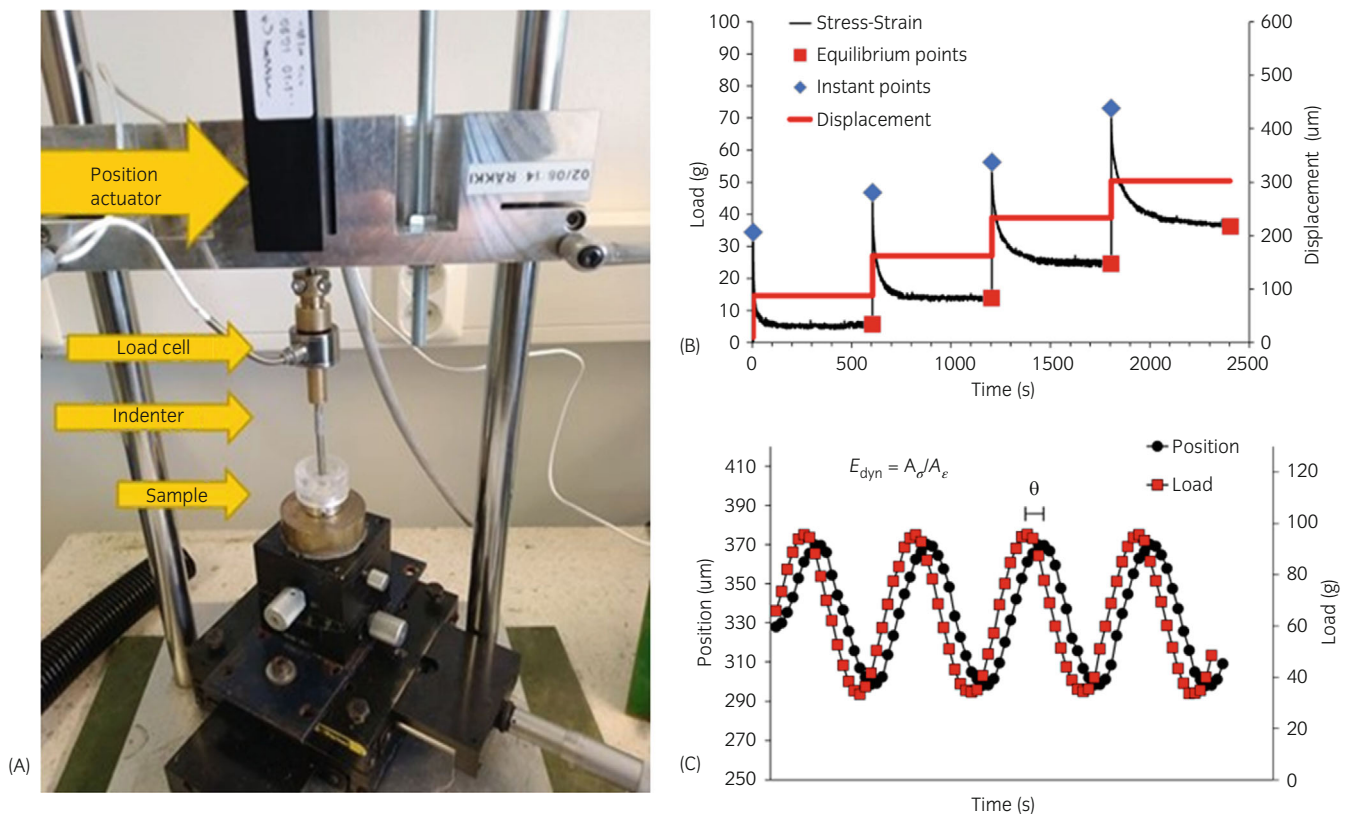 Position
actuator
Load cell
Indenter
Sample
02/06 14 RÄKKI
(A)
Stress-Strain
Equilibrium points
Instant points
Displacement
100
90
80
70
60
50
40
30
20
10
0
Load (g)
600
500
400
300
200
100
0
Displacement (um)
0 500 1000 1500 2000 2500
Time (s)
(B)
E_dyn = A_σ/A_ε
θ
Position
Load
410
390
370
350
330
310
290
270
250
Position (um)
120
100
80
60
40
20
0
Load (g)
Time (s)
(C)